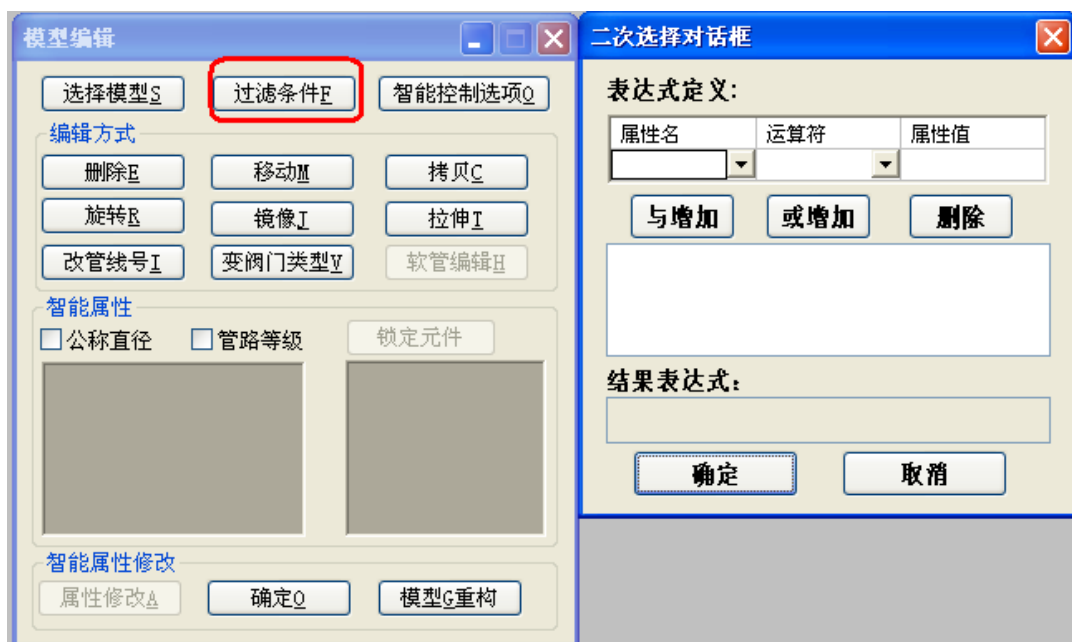 模型编辑
选择模型S 过滤条件F 智能控制选项O
编辑方式
删除E 移动M 拷贝C
旋转R 镜像J 拉伸T
改管线号I 变阀门类型V 软管编辑H
智能属性
公称直径 管路等级 锁定元件
智能属性修改
属性修改A 确定O 模型G重构
二次选择对话框
表达式定义:
属性名 运算符 属性值
与增加 或增加 删除
结果表达式:
确定 取消